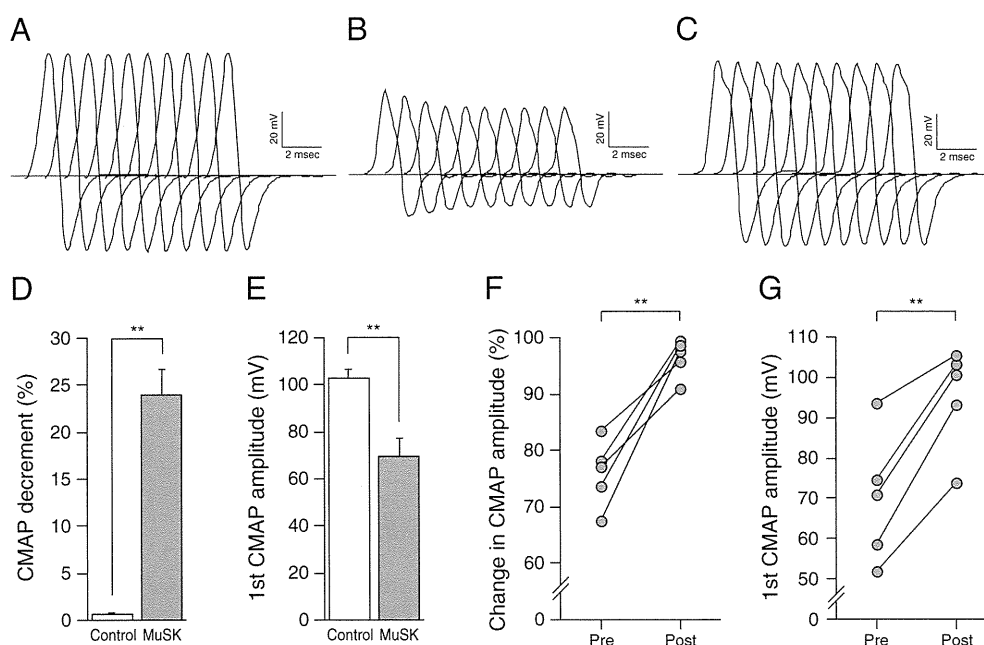 A
B
C
20 mV
2 msec
20 mV
2 msec
20 mV
2 msec
D
CMAP decrement (%)
30
25
20
15
10
5
0
**
Control MuSK
E
1st CMAP amplitude (mV)
120
100
80
60
40
20
0
**
Control MuSK
F
Change in CMAP amplitude (%)
100
90
80
70
60
0
**
Pre Post
G
1st CMAP amplitude (mV)
110
100
90
80
70
60
50
0
**
Pre Post